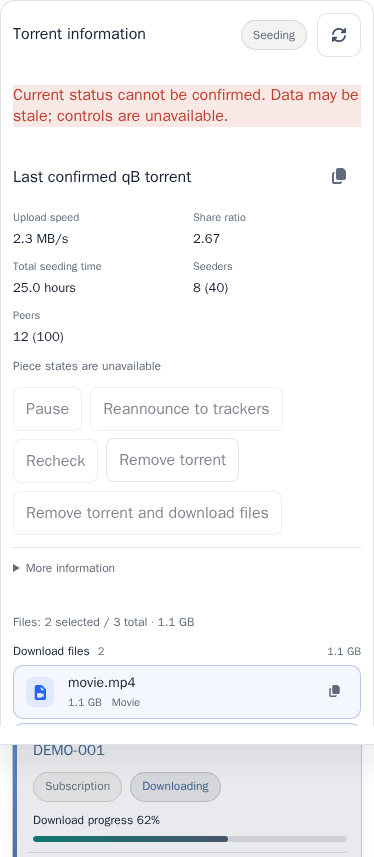 Torrent information
Seeding
Current status cannot be confirmed. Data may be
stale; controls are unavailable.
Last confirmed qB torrent
Upload speed
Share ratio
2.3 MB/s
2.67
Total seeding time
Seeders
25.0 hours
8 (40)
Peers
12 (100)
Piece states are unavailable
Pause
Reannounce to trackers
Recheck
Remove torrent
Remove torrent and download files
More information
Files: 2 selected / 3 total · 1.1 GB
Download files 2
1.1 GB
movie.mp4
1.1 GB Movie
DEMO-001
Subscription
Downloading
Download progress 62%